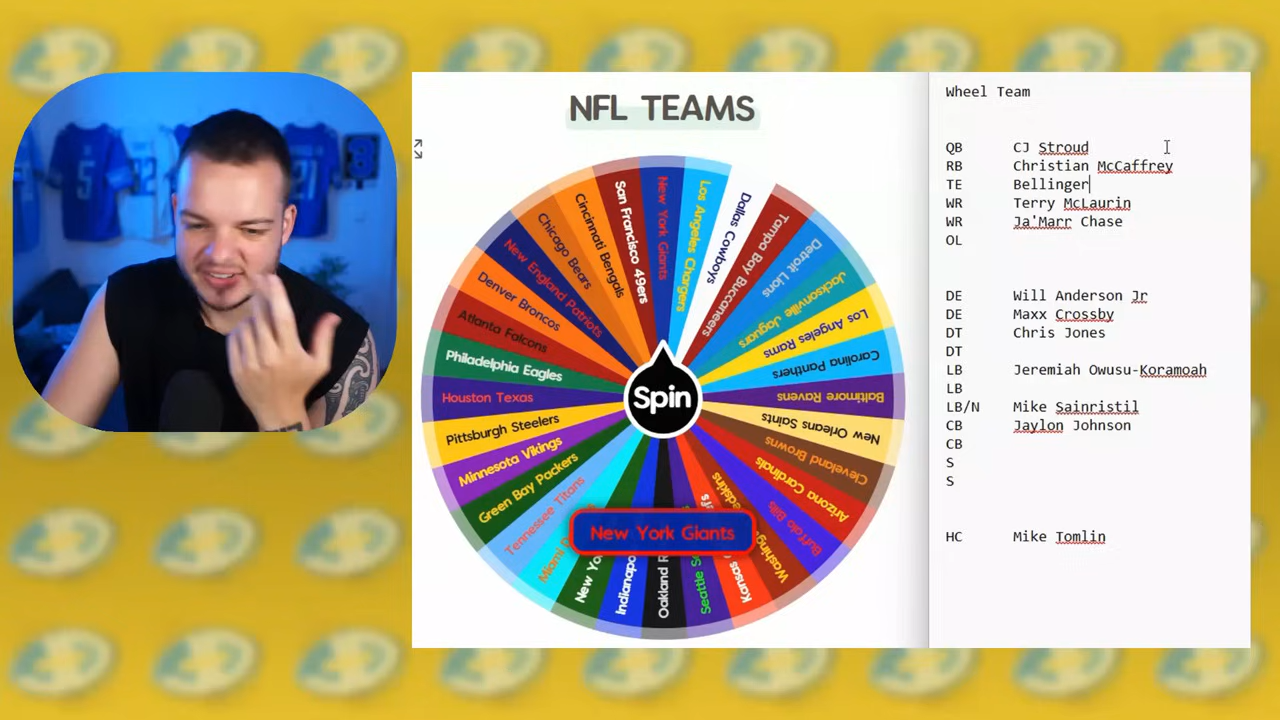 NFL TEAMS
New York Giants
Los Angeles Chargers
Dallas Cowboys
Tampa Bay Buccaneers
Detroit Lions
Jacksonville Jaguars
Los Angeles Rams
Carolina Panthers
Baltimore Ravens
New Orleans Saints
Cleveland Browns
Arizona Cardinals
Buffalo Bills
Oakland R
Miami D
Tennessee Titans
Green Bay Packers
Minnesota Vikings
Pittsburgh Steelers
Houston Texas
Philadelphia Eagles
Atlanta Falcons
Denver Broncos
New England Patriots
Chicago Bears
Cincinnati Bengals
San Francisco 49ers
Spin
New York Giants
Wheel Team
QB CJ Stroud
RB Christian McCaffrey
TE Bellinger
WR Terry McLaurin
WR Ja'Marr Chase
OL
DE Will Anderson Jr
DE Maxx Crossby
DT Chris Jones
DT
LB Jeremiah Owusu-Koramoah
LB
LB/N Mike Sainristil
CB Jaylon Johnson
CB
S
S
HC Mike Tomlin
5
21
3